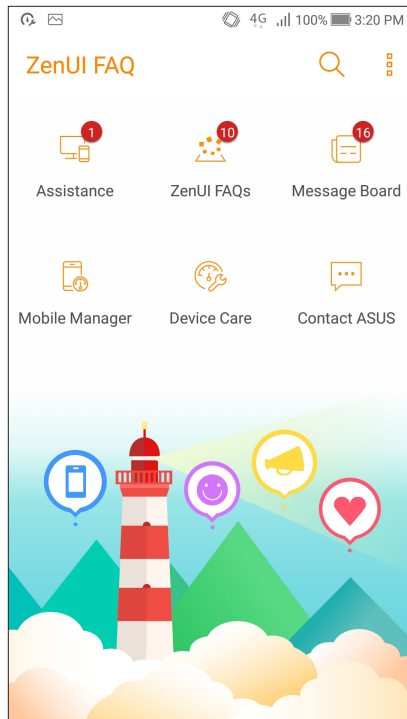 4G 100% 3:20 PM
ZenUI FAQ
1 10 16
Assistance ZenUI FAQs Message Board
Mobile Manager Device Care Contact ASUS